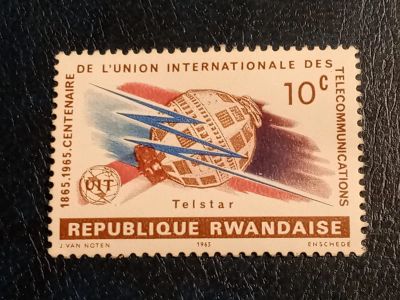 1865.1965.CENTENAIRE DE L'UNION INTERNATIONALE DES TELECOMMUNICATIONS
10c
UIT
Telstar
REPUBLIQUE RWANDAISE
J.VAN NOTEN 1965 ENSCHEDE